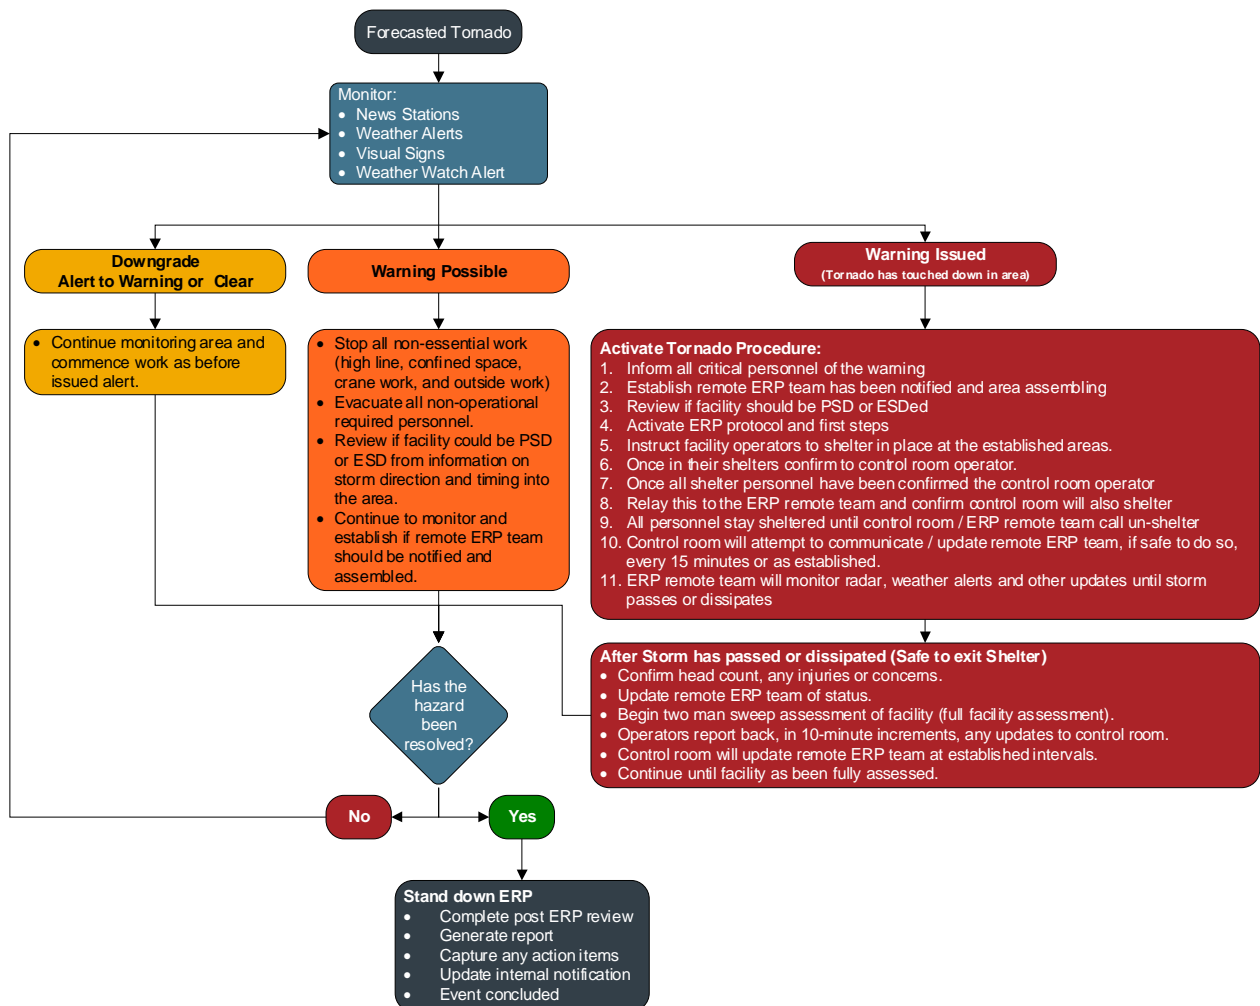 Forecasted Tornado
Monitor:
• News Stations
• Weather Alerts
• Visual Signs
• Weather Watch Alert
Downgrade
Alert to Warning or Clear
• Continue monitoring area and
commence work as before
issued alert.
Warning Possible
• Stop all non-essential work
(high line, confined space,
crane work, and outside work)
• Evacuate all non-operational
required personnel.
• Review if facility could be PSD
or ESD from information on
storm direction and timing into
the area.
• Continue to monitor and
establish if remote ERP team
should be notified and
assembled.
Warning Issued
(Tornado has touched down in area)
Activate Tornado Procedure:
1. Inform all critical personnel of the warning
2. Establish remote ERP team has been notified and area assembling
3. Review if facility should be PSD or ESDed
4. Activate ERP protocol and first steps
5. Instruct facility operators to shelter in place at the established areas.
6. Once in their shelters confirm to control room operator.
7. Once all shelter personnel have been confirmed the control room operator
8. Relay this to the ERP remote team and confirm control room will also shelter
9. All personnel stay sheltered until control room / ERP remote team call un-shelter
10. Control room will attempt to communicate / update remote ERP team, if safe to do so,
every 15 minutes or as established.
11. ERP remote team will monitor radar, weather alerts and other updates until storm
passes or dissipates
After Storm has passed or dissipated (Safe to exit Shelter)
• Confirm head count, any injuries or concerns.
• Update remote ERP team of status.
• Begin two man sweep assessment of facility (full facility assessment).
• Operators report back, in 10-minute increments, any updates to control room.
• Control room will update remote ERP team at established intervals.
• Continue until facility as been fully assessed.
Has the
hazard
been
resolved?
No
Yes
Stand down ERP
• Complete post ERP review
• Generate report
• Capture any action items
• Update internal notification
• Event concluded